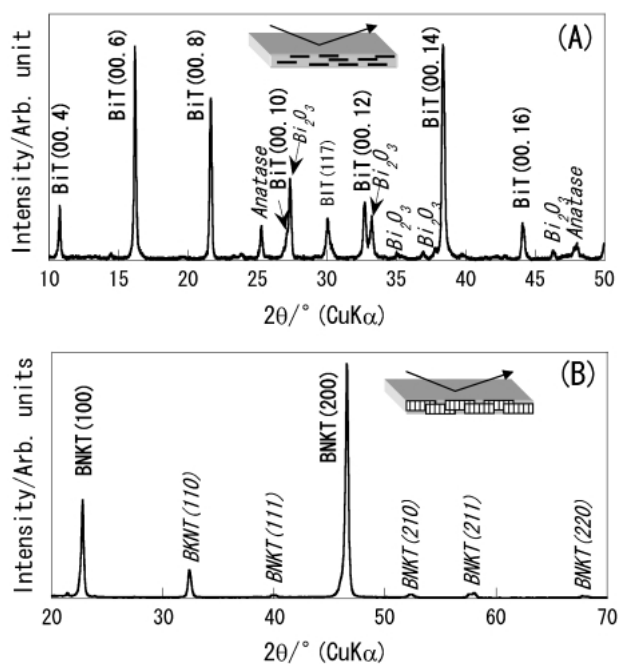 (A)
Intensity/Arb. unit
BiT(00. 4)
BiT(00. 6)
BiT(00. 8)
Anatase
BiT(00. 10)
Bi2O3
BIT(117)
BiT(00. 12)
Bi2O3
Bi2O3
Bi2O3
BiT(00. 14)
BiT(00. 16)
Bi2O3
Anatase
10 15 20 25 30 35 40 45 50
2θ/° (CuKα)
(B)
Intensity/Arb. units
BNKT(100)
BKNT(110)
BNKT(111)
BNKT(200)
BNKT(210)
BNKT(211)
BNKT(220)
20 30 40 50 60 70
2θ/° (CuKα)